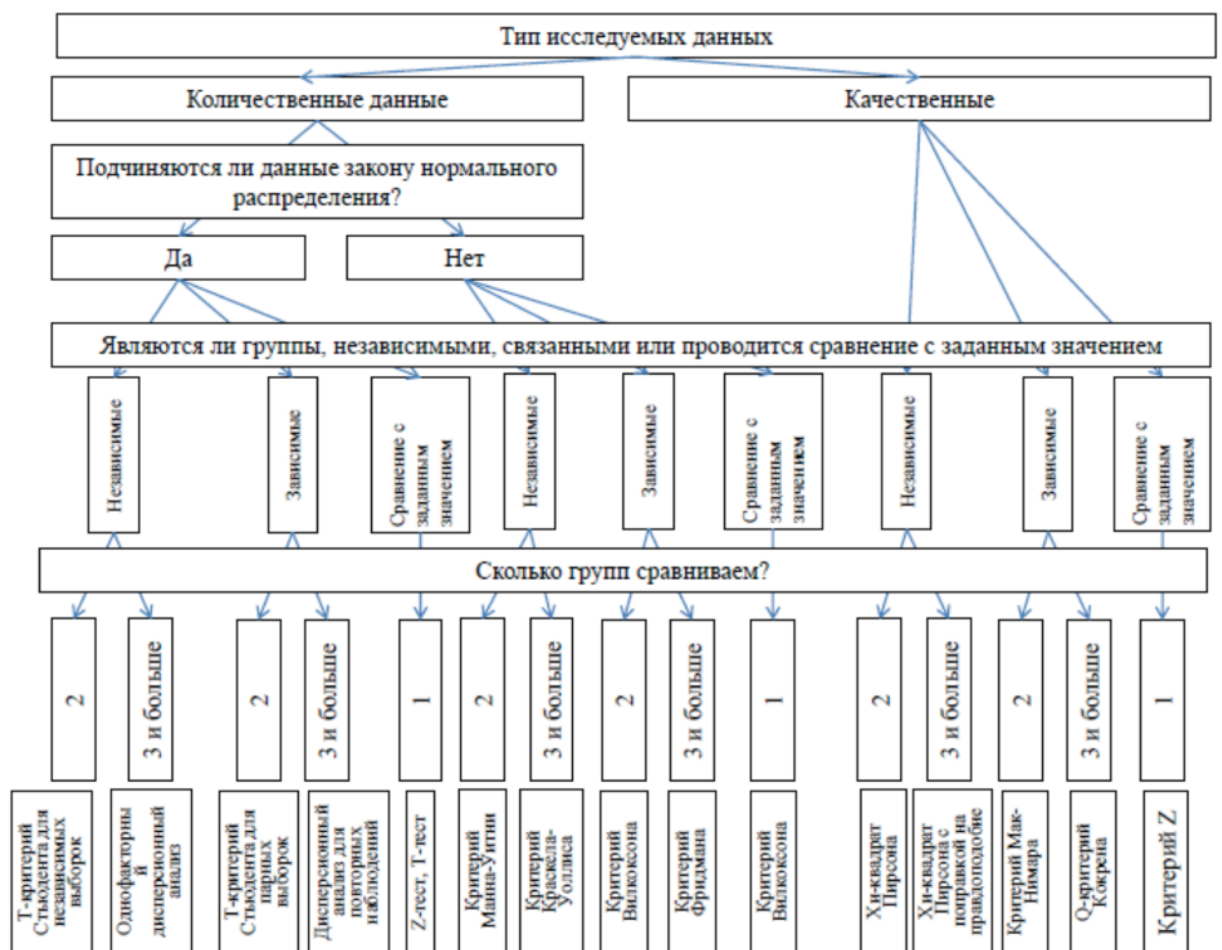 Тип исследуемых данных
Количественные данные
Качественные
Подчиняются ли данные закону нормального
распределения?
Да
Нет
Являются ли группы, независимыми, связанными или проводится сравнение с заданным значением
Независимые
Зависимые
Сравнение с
заданным
значением
Независимые
Зависимые
Сравнение с
заданным
значением
Независимые
Зависимые
Сравнение с
заданным
значением
Сколько групп сравниваем?
2
3 и больше
2
3 и больше
1
2
3 и больше
2
3 и больше
1
2
3 и больше
2
3 и больше
1
Т-критерий
Стьюдента для
независимых
выборок
Однофакторны
й
дисперсионный
анализ
Т-критерий
Стьюдента для
парных
выборок
Дисперсионный
анализ для
повторных
наблюдений
Z-тест, Т-тест
Критерий
Манна-Уитни
Критерий
Краскела-
Уоллиса
Критерий
Вилкоксона
Критерий
Фридмана
Критерий
Вилкоксона
Хи-квадрат
Пирсона
Хи-квадрат
Пирсона с
поправкой на
правдоподобие
Критерий Мак-
Нимара
Q-критерий
Кокрена
Критерий Z